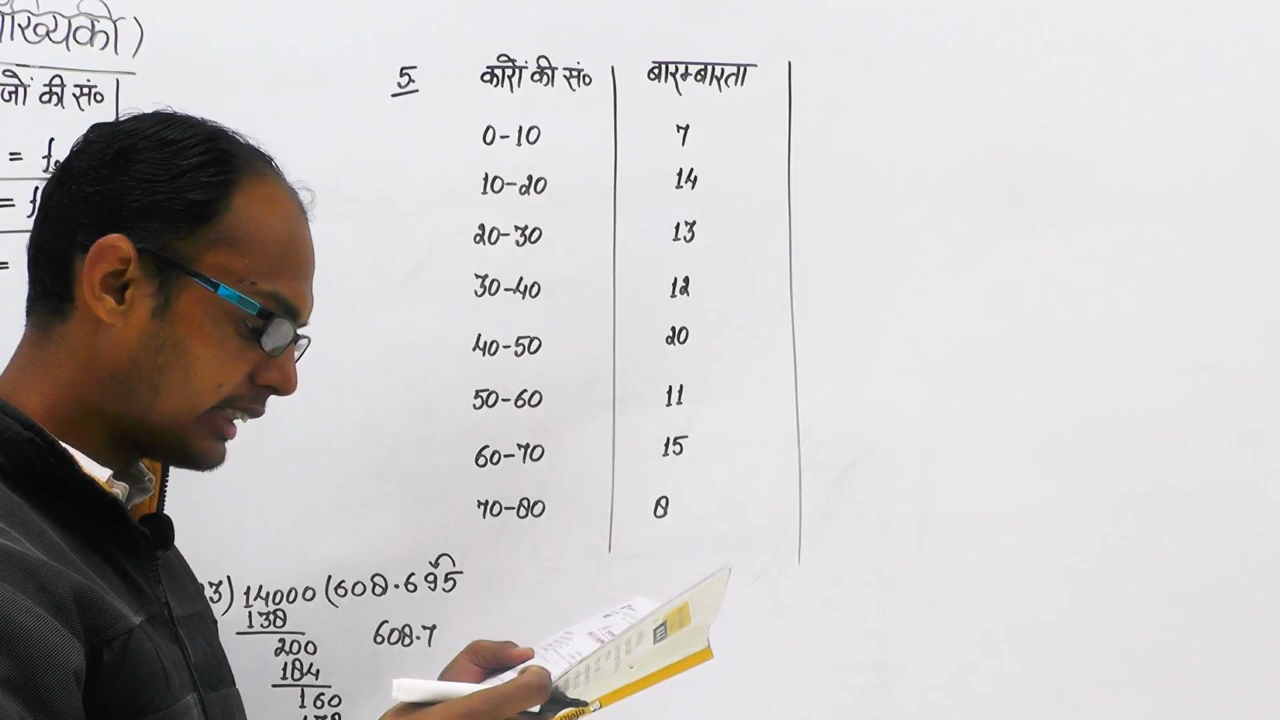 ांख्यिकी)
जों की सं०
= f₀
= f
=
5. कारों की सं० बारम्बारता
0-10 7
10-20 14
20-30 13
30-40 12
40-50 20
50-60 11
60-70 15
70-80 8
3) 14000 (608.695
138
200 608.7
184
160